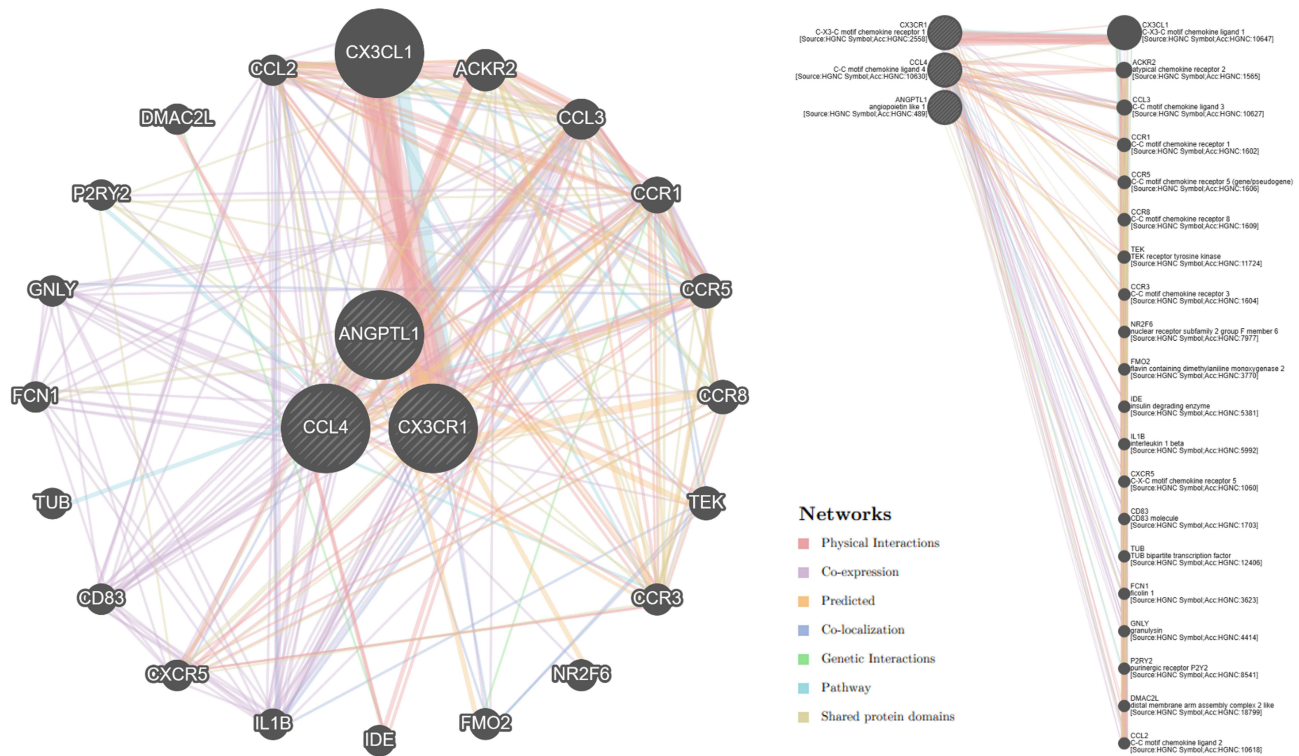 CX3CL1
CCL2
ACKR2
DMAC2L
CCL3
P2RY2
CCR1
GNLY
CCR5
ANGPTL1
FCN1
CCR8
CCL4
CX3CR1
TUB
TEK
CD83
CCR3
CXCR5
NR2F6
IL1B
FMO2
IDE
CX3CR1
C-X3-C motif chemokine receptor 1
[Source:HGNC Symbol;Acc:HGNC:2558]
CCL4
C-C motif chemokine ligand 4
[Source:HGNC Symbol;Acc:HGNC:10630]
ANGPTL1
angiopoietin like 1
[Source:HGNC Symbol;Acc:HGNC:489]
Networks
Physical Interactions
Co-expression
Predicted
Co-localization
Genetic Interactions
Pathway
Shared protein domains
CX3CL1
C-X3-C motif chemokine ligand 1
[Source:HGNC Symbol;Acc:HGNC:10647]
ACKR2
atypical chemokine receptor 2
[Source:HGNC Symbol;Acc:HGNC:1565]
CCL3
C-C motif chemokine ligand 3
[Source:HGNC Symbol;Acc:HGNC:10627]
CCR1
C-C motif chemokine receptor 1
[Source:HGNC Symbol;Acc:HGNC:1602]
CCR5
C-C motif chemokine receptor 5 (gene/pseudogene)
[Source:HGNC Symbol;Acc:HGNC:1606]
CCR8
C-C motif chemokine receptor 8
[Source:HGNC Symbol;Acc:HGNC:1609]
TEK
TEK receptor tyrosine kinase
[Source:HGNC Symbol;Acc:HGNC:11724]
CCR3
C-C motif chemokine receptor 3
[Source:HGNC Symbol;Acc:HGNC:1604]
NR2F6
nuclear receptor subfamily 2 group F member 6
[Source:HGNC Symbol;Acc:HGNC:7977]
FMO2
flavin containing dimethylaniline monoxygenase 2
[Source:HGNC Symbol;Acc:HGNC:3770]
IDE
insulin degrading enzyme
[Source:HGNC Symbol;Acc:HGNC:5381]
IL1B
interleukin 1 beta
[Source:HGNC Symbol;Acc:HGNC:5992]
CXCR5
C-X-C motif chemokine receptor 5
[Source:HGNC Symbol;Acc:HGNC:1060]
CD83
CD83 molecule
[Source:HGNC Symbol;Acc:HGNC:1703]
TUB
TUB bipartite transcription factor
[Source:HGNC Symbol;Acc:HGNC:12406]
FCN1
ficolin 1
[Source:HGNC Symbol;Acc:HGNC:3623]
GNLY
granulysin
[Source:HGNC Symbol;Acc:HGNC:4414]
P2RY2
purinergic receptor P2Y2
[Source:HGNC Symbol;Acc:HGNC:8541]
DMAC2L
distal membrane arm assembly complex 2 like
[Source:HGNC Symbol;Acc:HGNC:18799]
CCL2
C-C motif chemokine ligand 2
[Source:HGNC Symbol;Acc:HGNC:10618]